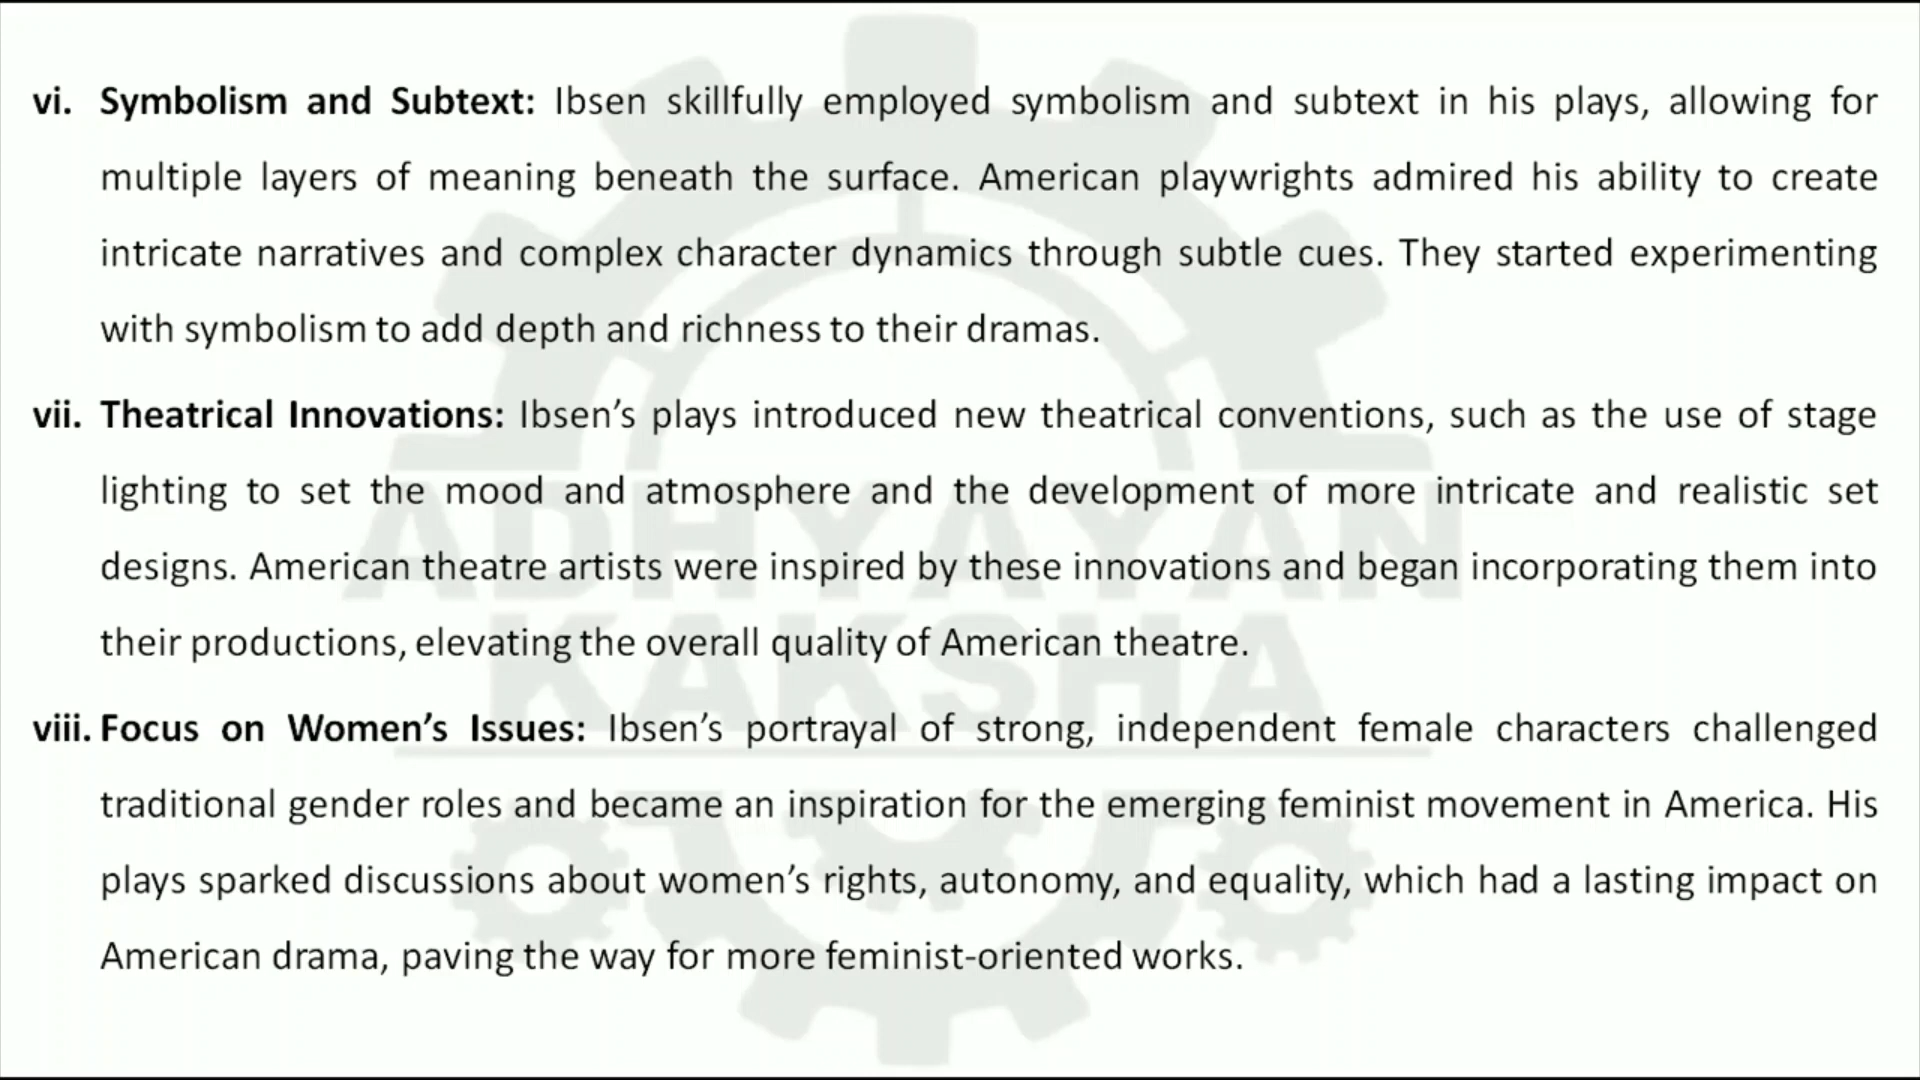 vi. Symbolism and Subtext: Ibsen skillfully employed symbolism and subtext in his plays, allowing for
multiple layers of meaning beneath the surface. American playwrights admired his ability to create
intricate narratives and complex character dynamics through subtle cues. They started experimenting
with symbolism to add depth and richness to their dramas.
vii. Theatrical Innovations: Ibsen’s plays introduced new theatrical conventions, such as the use of stage
lighting to set the mood and atmosphere and the development of more intricate and realistic set
designs. American theatre artists were inspired by these innovations and began incorporating them into
their productions, elevating the overall quality of American theatre.
viii. Focus on Women’s Issues: Ibsen’s portrayal of strong, independent female characters challenged
traditional gender roles and became an inspiration for the emerging feminist movement in America. His
plays sparked discussions about women’s rights, autonomy, and equality, which had a lasting impact on
American drama, paving the way for more feminist-oriented works.
ADHYAYAN
KAKSHA